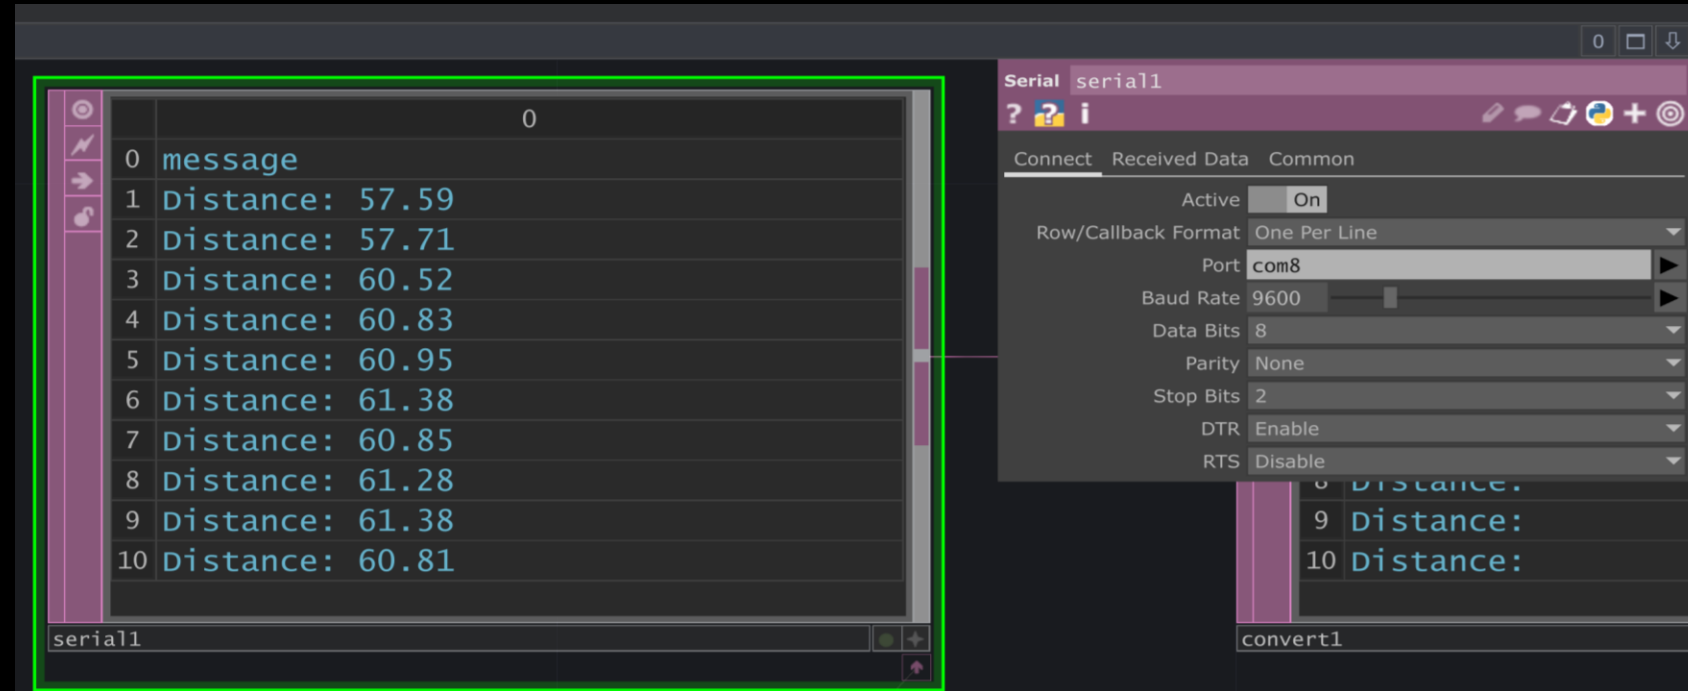 0
Serial serial1
? ? i
Connect Received Data Common
Active On
Row/Callback Format One Per Line
Port com8
Baud Rate 9600
Data Bits 8
Parity None
Stop Bits 2
DTR Enable
RTS Disable
0
0 message
1 Distance: 57.59
2 Distance: 57.71
3 Distance: 60.52
4 Distance: 60.83
5 Distance: 60.95
6 Distance: 61.38
7 Distance: 60.85
8 Distance: 61.28
9 Distance: 61.38
10 Distance: 60.81
serial1
8 Distance:
9 Distance:
10 Distance:
convert1